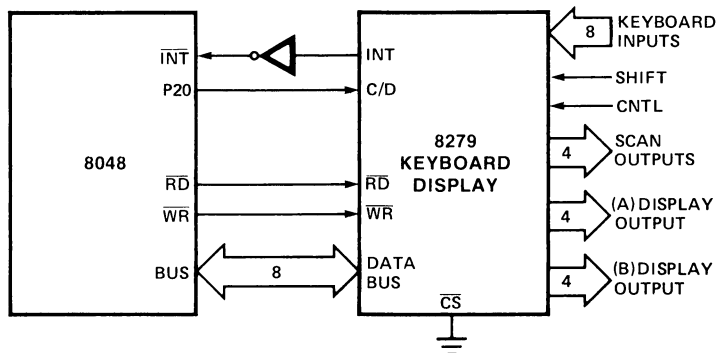 8048
INT
P20
RD
WR
BUS
8
INT
C/D
8279
KEYBOARD
DISPLAY
RD
WR
DATA
BUS
CS
8
KEYBOARD
INPUTS
SHIFT
CNTL
4
SCAN
OUTPUTS
4
(A)DISPLAY
OUTPUT
4
(B)DISPLAY
OUTPUT